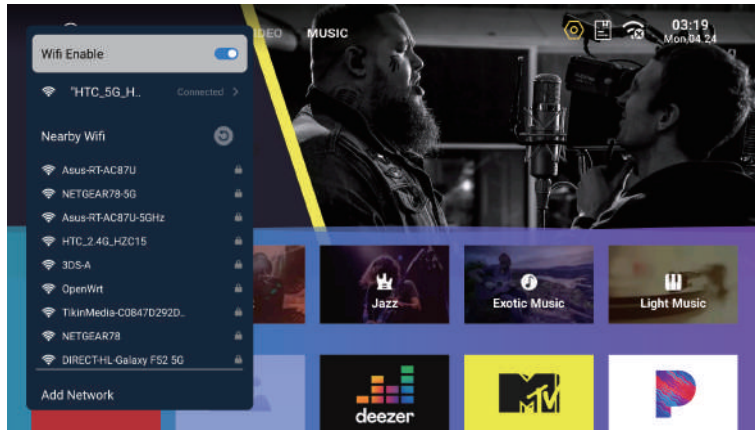 Wifi Enable
"HTC_5G_H..
Connected
Nearby Wifi
Asus-RT-AC87U
NETGEAR78-5G
Asus-RT-AC87U-5GHz
HTC_2.4G_HZC15
3DS-A
OpenWrt
TikinMedia-C0847D292D..
NETGEAR78
DIRECT-HL-Galaxy F52 5G
Add Network
MUSIC
03:19
Mon,04.24
Jazz
Exotic Music
Light Music
deezer
MTV